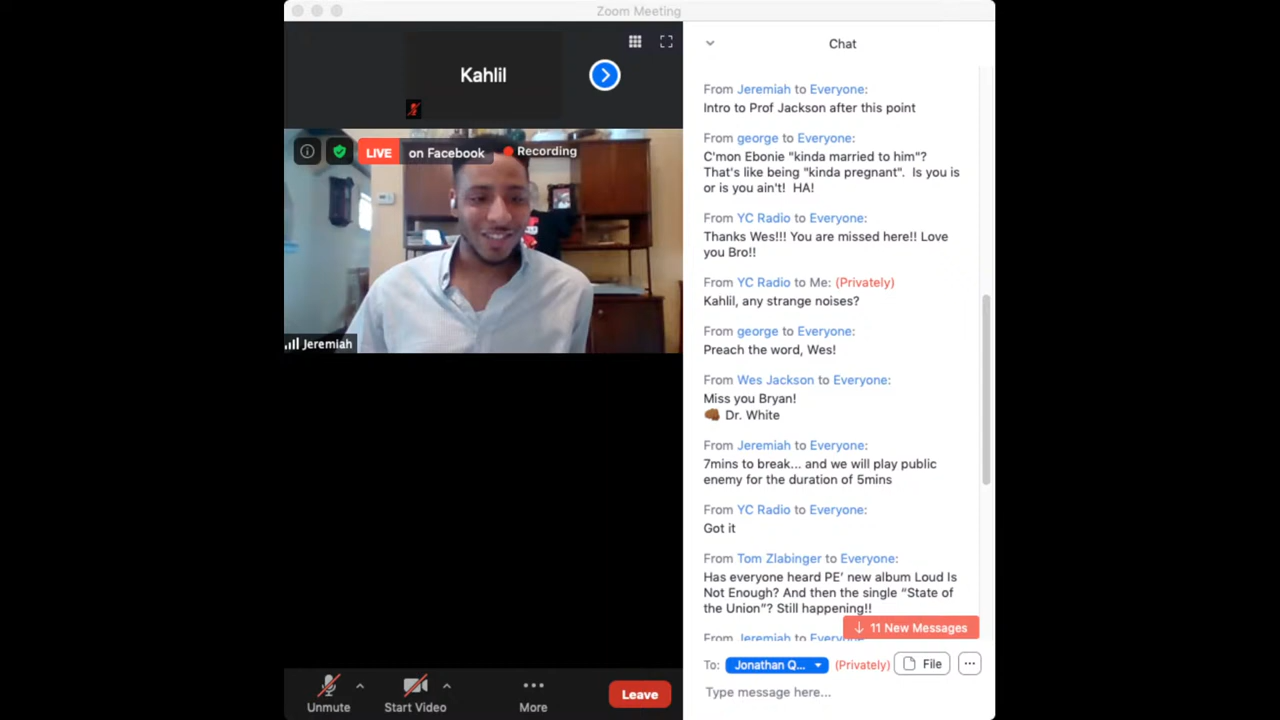 Zoom Meeting
Kahlil
LIVE on Facebook Recording
Jeremiah
Unmute
Start Video
More
Leave
Chat
From Jeremiah to Everyone:
Intro to Prof Jackson after this point
From george to Everyone:
C'mon Ebonie "kinda married to him"?
That's like being "kinda pregnant". Is you is
or is you ain't! HA!
From YC Radio to Everyone:
Thanks Wes!!! You are missed here!! Love
you Bro!!
From YC Radio to Me: (Privately)
Kahlil, any strange noises?
From george to Everyone:
Preach the word, Wes!
From Wes Jackson to Everyone:
Miss you Bryan!
👊🏾 Dr. White
From Jeremiah to Everyone:
7mins to break... and we will play public
enemy for the duration of 5mins
From YC Radio to Everyone:
Got it
From Tom Zlabinger to Everyone:
Has everyone heard PE’ new album Loud Is
Not Enough? And then the single “State of
the Union”? Still happening!!
11 New Messages
From Jeremiah to Everyone:
To: Jonathan Q... (Privately) File
Type message here...